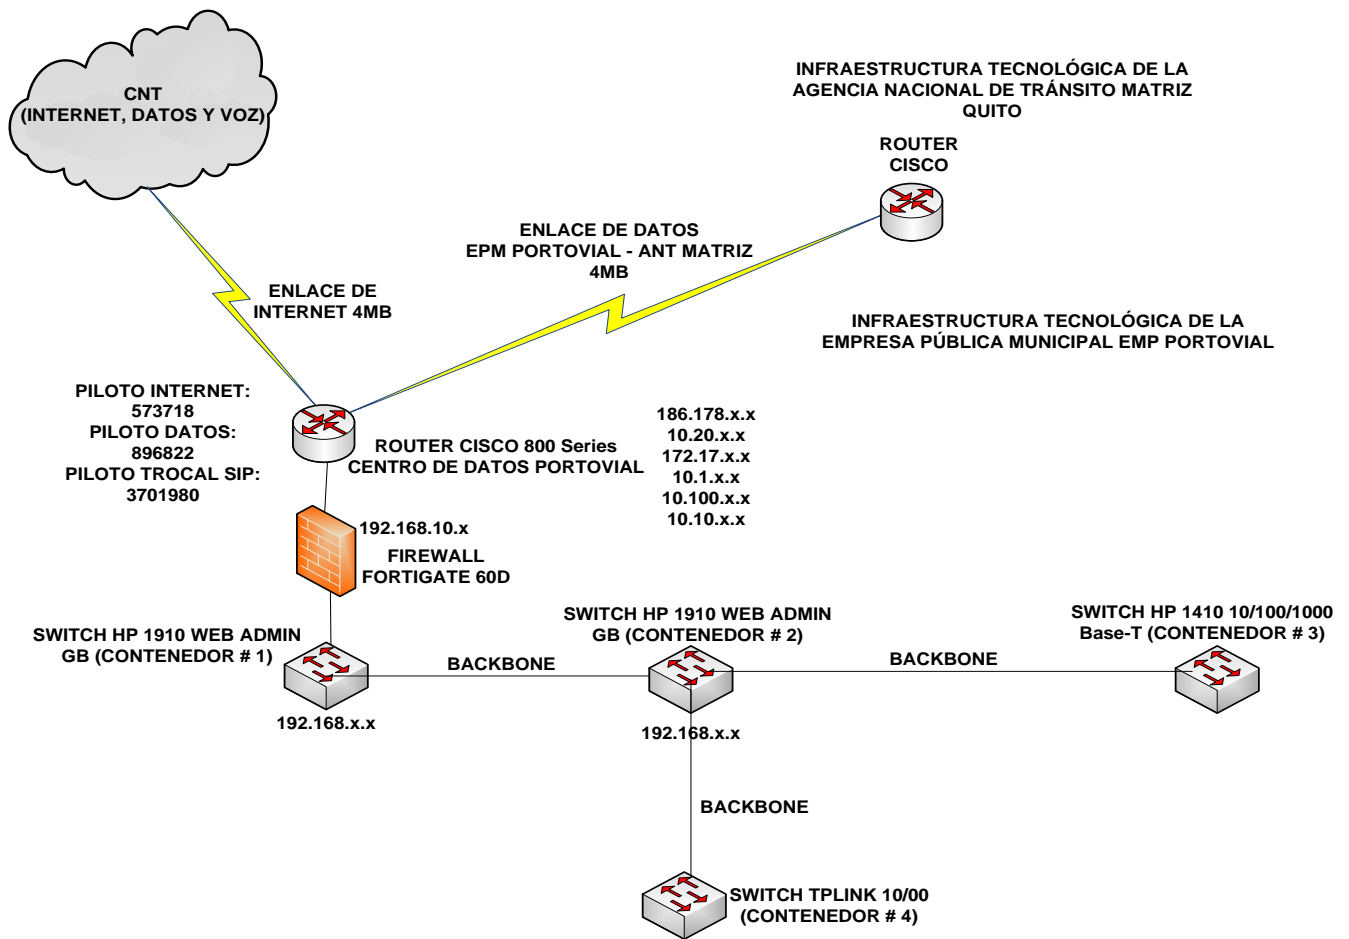 CNT
(INTERNET, DATOS Y VOZ)
INFRAESTRUCTURA TECNOLÓGICA DE LA
AGENCIA NACIONAL DE TRÁNSITO MATRIZ
QUITO
ROUTER
CISCO
ENLACE DE DATOS
EPM PORTOVIAL - ANT MATRIZ
4MB
ENLACE DE
INTERNET 4MB
INFRAESTRUCTURA TECNOLÓGICA DE LA
EMPRESA PÚBLICA MUNICIPAL EMP PORTOVIAL
PILOTO INTERNET:
573718
PILOTO DATOS:
896822
PILOTO TROCAL SIP:
3701980
ROUTER CISCO 800 Series
CENTRO DE DATOS PORTOVIAL
186.178.x.x
10.20.x.x
172.17.x.x
10.1.x.x
10.100.x.x
10.10.x.x
192.168.10.x
FIREWALL
FORTIGATE 60D
SWITCH HP 1910 WEB ADMIN
GB (CONTENEDOR # 1)
192.168.x.x
BACKBONE
SWITCH HP 1910 WEB ADMIN
GB (CONTENEDOR # 2)
192.168.x.x
BACKBONE
SWITCH HP 1410 10/100/1000
Base-T (CONTENEDOR # 3)
BACKBONE
SWITCH TPLINK 10/00
(CONTENEDOR # 4)